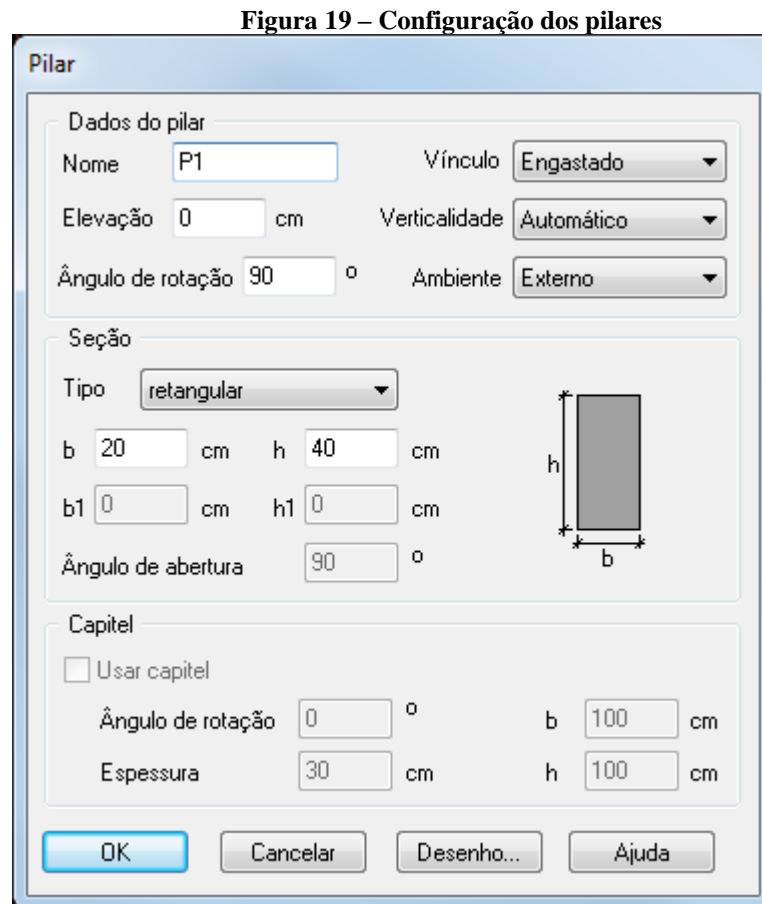 Figura 19 – Configuração dos pilares
Pilar
Dados do pilar
Nome P1 Vínculo Engastado
Elevação 0 cm Verticalidade Automático
Ângulo de rotação 90 º Ambiente Externo
Seção
Tipo retangular
b 20 cm h 40 cm
b1 0 cm h1 0 cm
Ângulo de abertura 90 º
h
b
Capitel
Usar capitel
Ângulo de rotação 0 º b 100 cm
Espessura 30 cm h 100 cm
OK Cancelar Desenho... Ajuda